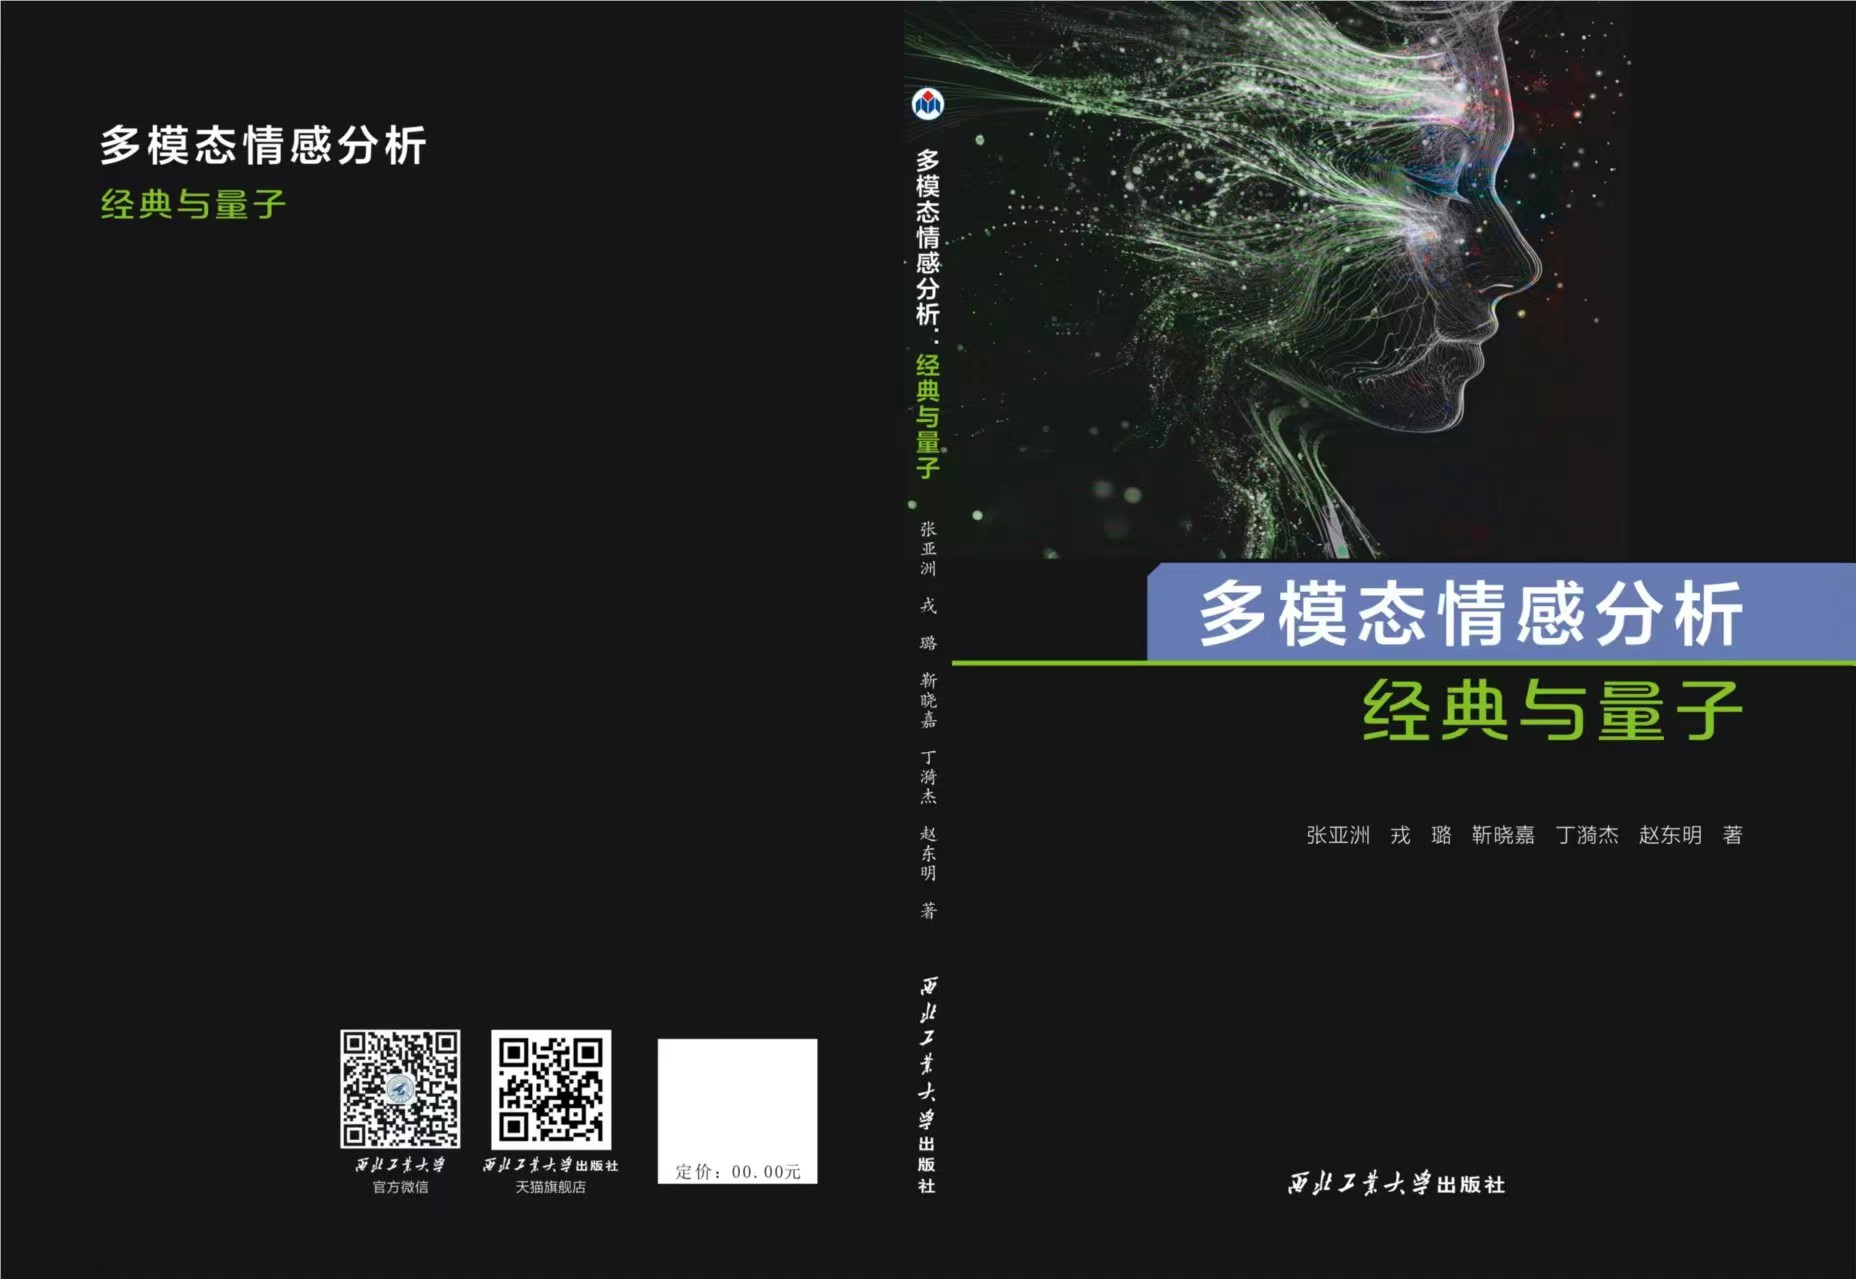 多模态情感分析
经典与量子
西北工业大学
官方微信
西北工业大学出版社
天猫旗舰店
定价：00.00元
多模态情感分析：经典与量子
张亚洲 戎 璐 靳晓嘉 丁漪杰 赵东明 著
西北工业大学出版社
多模态情感分析
经典与量子
张亚洲 戎 璐 靳晓嘉 丁漪杰 赵东明 著
西北工业大学出版社